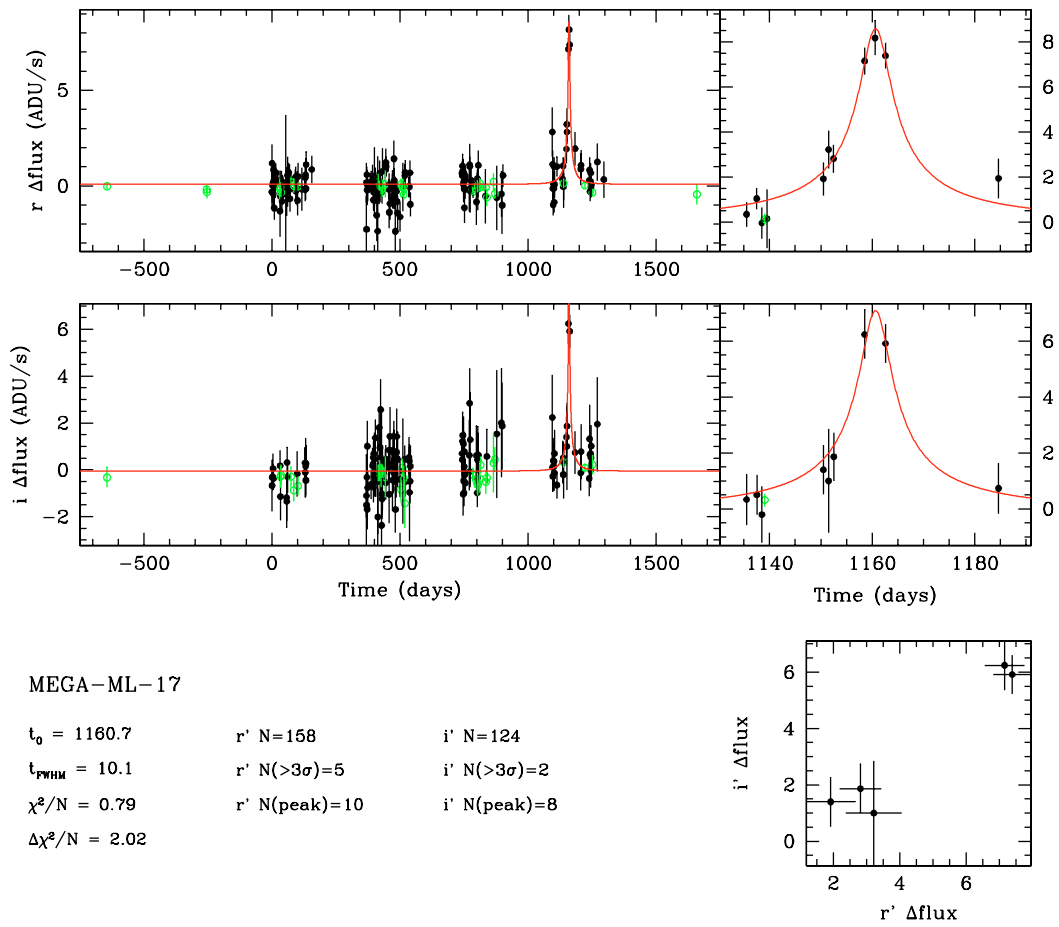 r Δflux (ADU/s)
5
0
8
6
4
2
0
−500 0 500 1000 1500
i Δflux (ADU/s)
6
4
2
0
−2
6
4
2
0
−500 0 500 1000 1500
1140 1160 1180
Time (days)
Time (days)
MEGA−ML−17
t₀ = 1160.7
r' N=158
i' N=124
t_FWHM = 10.1
r' N(>3σ)=5
i' N(>3σ)=2
χ²/N = 0.79
r' N(peak)=10
i' N(peak)=8
Δχ²/N = 2.02
i' Δflux
6
4
2
0
2 4 6
r' Δflux